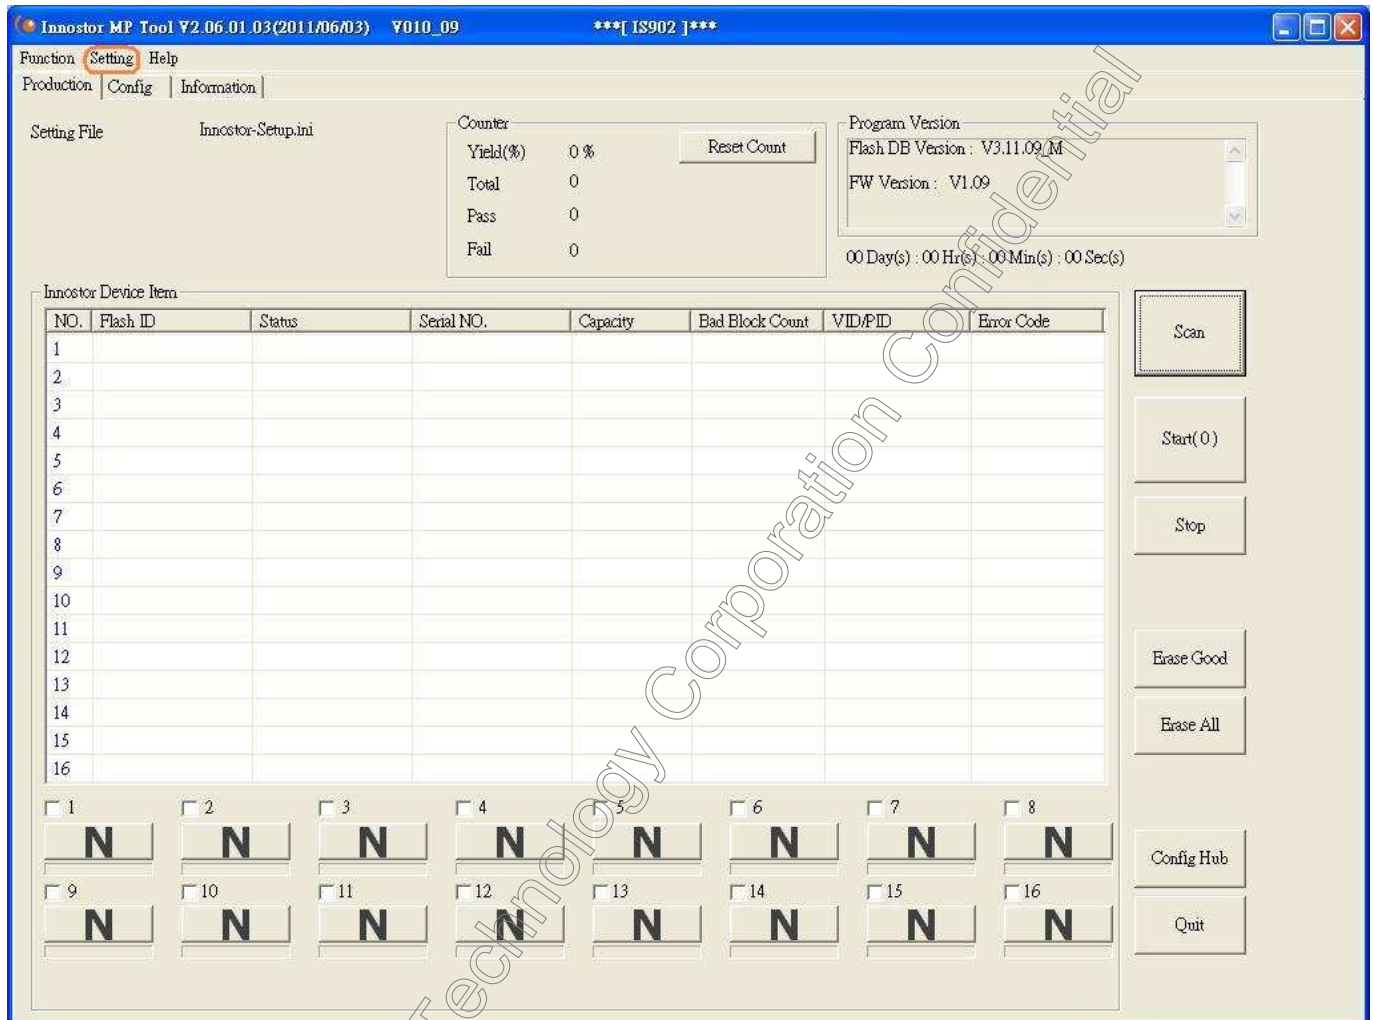 Innostor MP Tool V2.06.01.03(2011/06/03) V010_09 ***[ IS902 ]***
Function Setting Help
Production Config Information
Setting File Innostor-Setup.ini
Counter
Yield(%) 0 %
Reset Count
Total 0
Pass 0
Fail 0
Program Version
Flash DB Version : V3.11.09_M
FW Version : V1.09
00 Day(s) : 00 Hr(s) : 00 Min(s) : 00 Sec(s)
Innostor Device Item
NO. Flash ID Status Serial NO. Capacity Bad Block Count VID/PID Error Code
1
2
3
4
5
6
7
8
9
10
11
12
13
14
15
16
Scan
Start( 0 )
Stop
Erase Good
Erase All
Config Hub
Quit
1 2 3 4 5 6 7 8
N N N N N N N N
9 10 11 12 13 14 15 16
N N N N N N N N
Technology Corporation Confidential